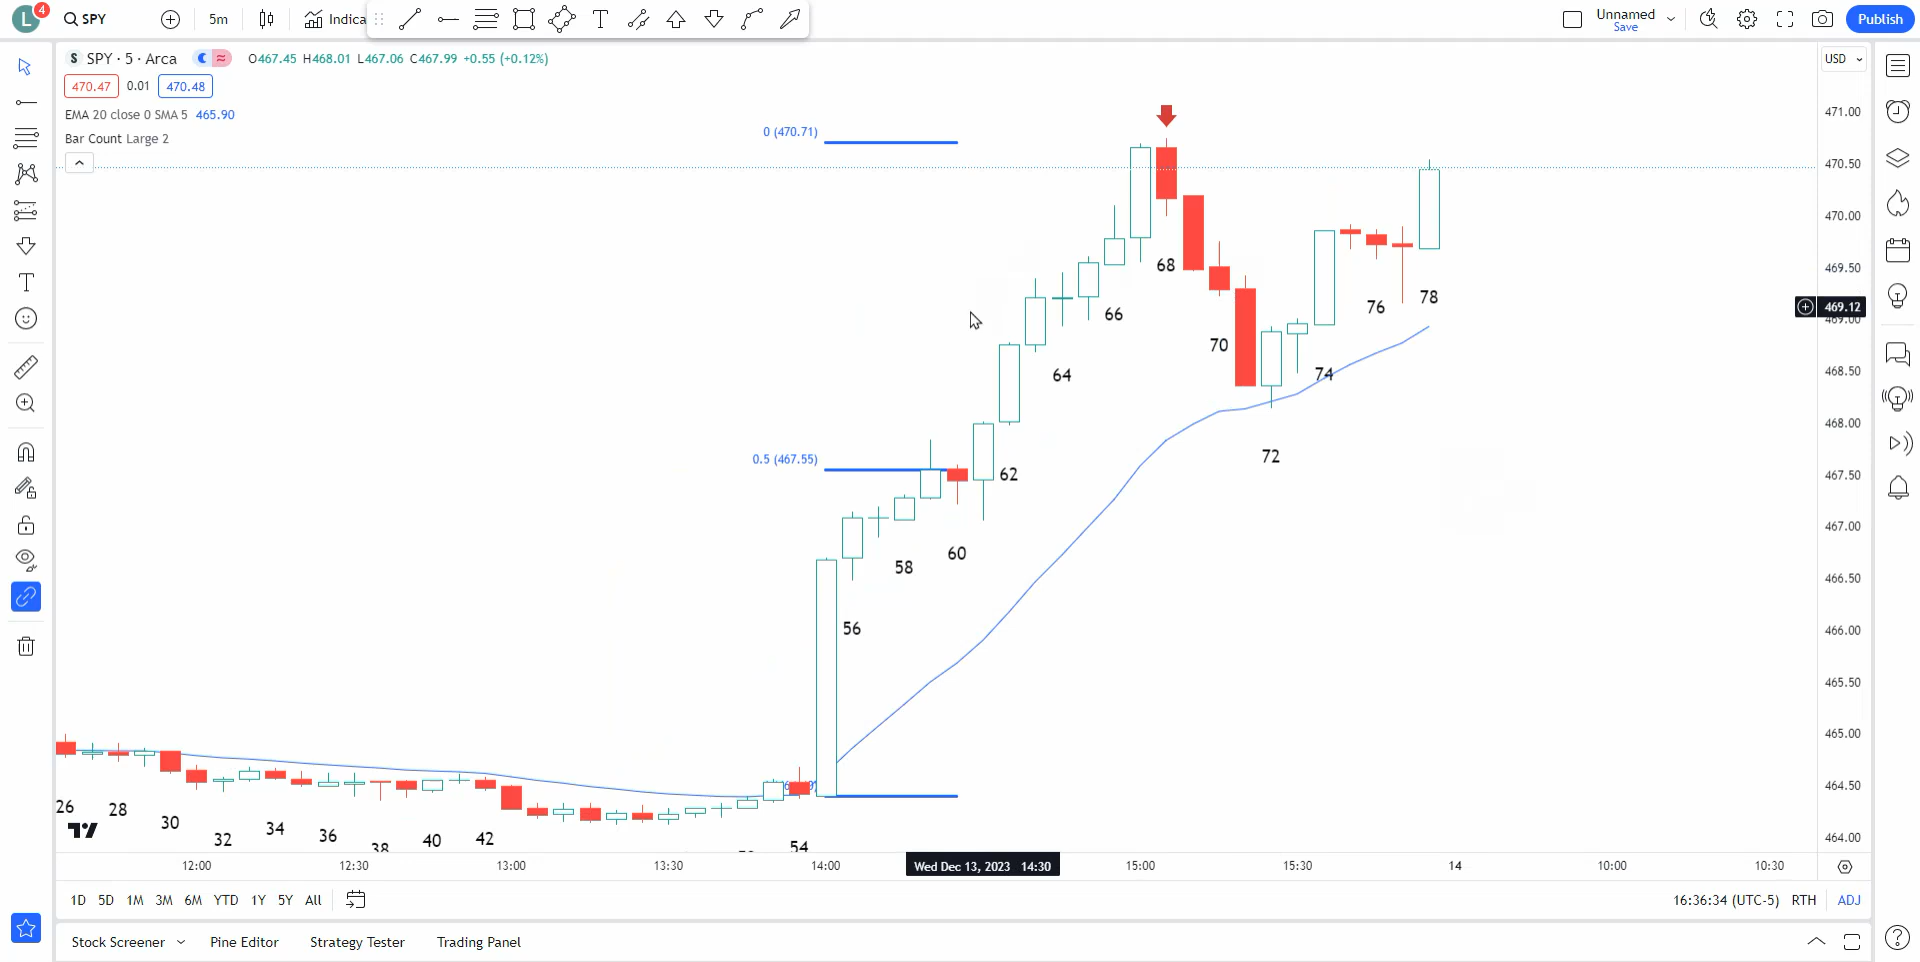 L 4 SPY 5m Indica Unnamed Save Publish
S SPY · 5 · Arca O467.45 H468.01 L467.06 C467.99 +0.55 (+0.12%) USD
470.47 0.01 470.48
EMA 20 close 0 SMA 5 465.90
Bar Count Large 2
0 (470.71)
0.5 (467.55)
471.00
470.50
470.00
469.50
469.12
469.00
468.50
468.00
467.50
467.00
466.50
466.00
465.50
465.00
464.50
464.00
26 28 30 32 34 36 38 40 42 54 56 58 60 62 64 66 68 70 72 74 76 78
12:00 12:30 13:00 13:30 14:00 Wed Dec 13, 2023 14:30 15:00 15:30 14 10:00 10:30
1D 5D 1M 3M 6M YTD 1Y 5Y All 16:36:34 (UTC-5) RTH ADJ
Stock Screener Pine Editor Strategy Tester Trading Panel